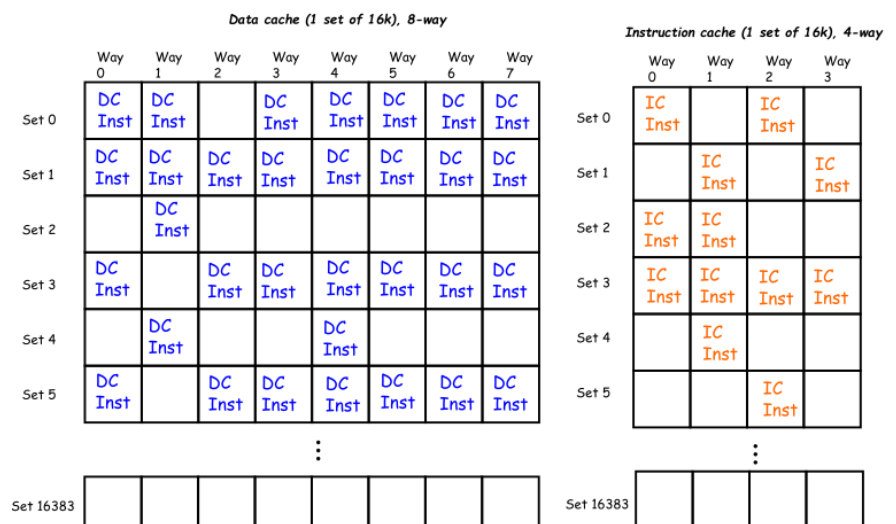 Data cache (1 set of 16k), 8-way
Way Way Way Way Way Way Way Way
0 1 2 3 4 5 6 7
Set 0 DC DC DC DC DC DC DC
Inst Inst Inst Inst Inst Inst Inst
Set 1 DC DC DC DC DC DC DC DC
Inst Inst Inst Inst Inst Inst Inst Inst
Set 2 DC
Inst
Set 3 DC DC DC DC DC DC DC
Inst Inst Inst Inst Inst Inst Inst
Set 4 DC DC
Inst Inst
Set 5 DC DC DC DC DC DC DC
Inst Inst Inst Inst Inst Inst Inst
Set 16383
Instruction cache (1 set of 16k), 4-way
Way Way Way Way
0 1 2 3
Set 0 IC IC
Inst Inst
Set 1 IC IC
Inst Inst
Set 2 IC IC
Inst Inst
Set 3 IC IC IC IC
Inst Inst Inst Inst
Set 4 IC
Inst
Set 5 IC
Inst
Set 16383